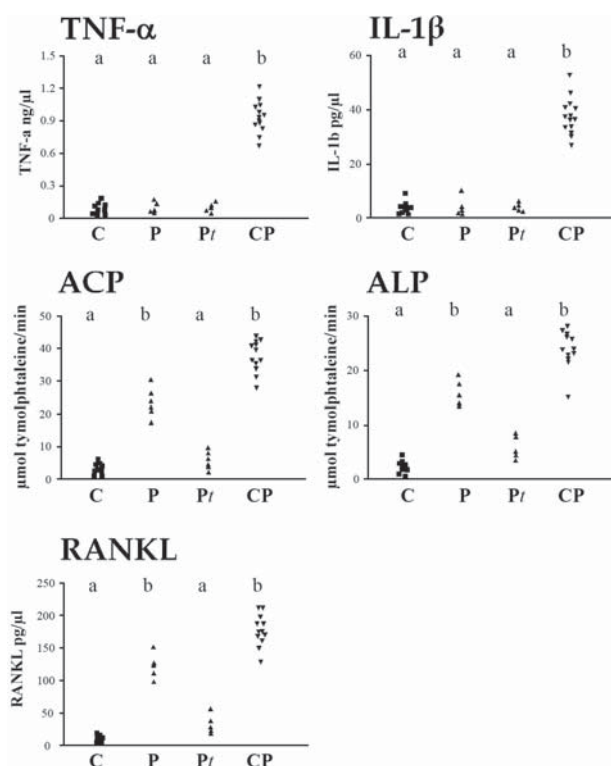 TNF-α
a a a b
1.5
1.2
0.9
0.6
0.3
0
TNF-a ng/µl
C P Pt CP
IL-1β
a a a b
60
40
20
0
IL-1b pg/µl
C P Pt CP
ACP
a b a b
50
40
30
20
10
0
µmol tymolphtalcine/min
C P Pt CP
ALP
a b a b
30
20
10
0
µmol tymolphtalcine/min
C P Pt CP
RANKL
a b a b
250
200
150
100
50
0
RANKL pg/µl
C P Pt CP